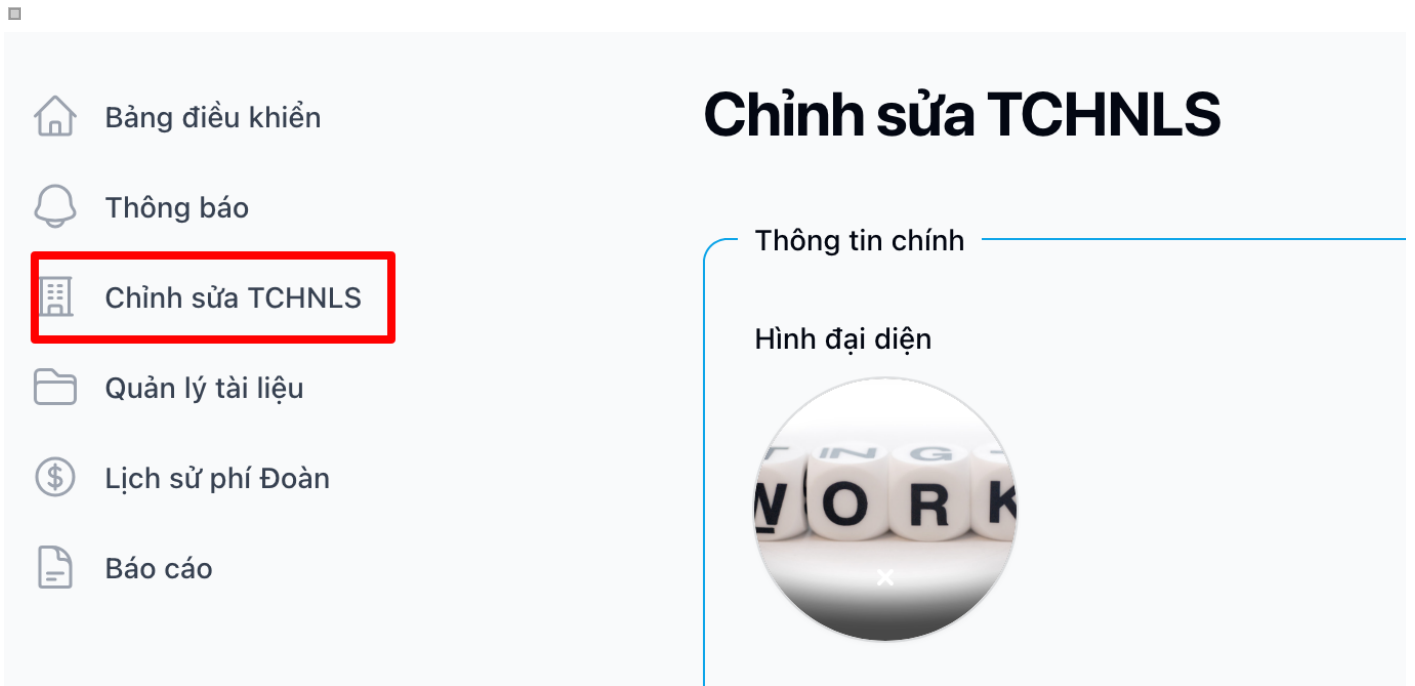 Bảng điều khiển
Thông báo
Chỉnh sửa TCHNLS
Quản lý tài liệu
Lịch sử phí Đoàn
Báo cáo
Chỉnh sửa TCHNLS
Thông tin chính
Hình đại diện
T ING
WORK